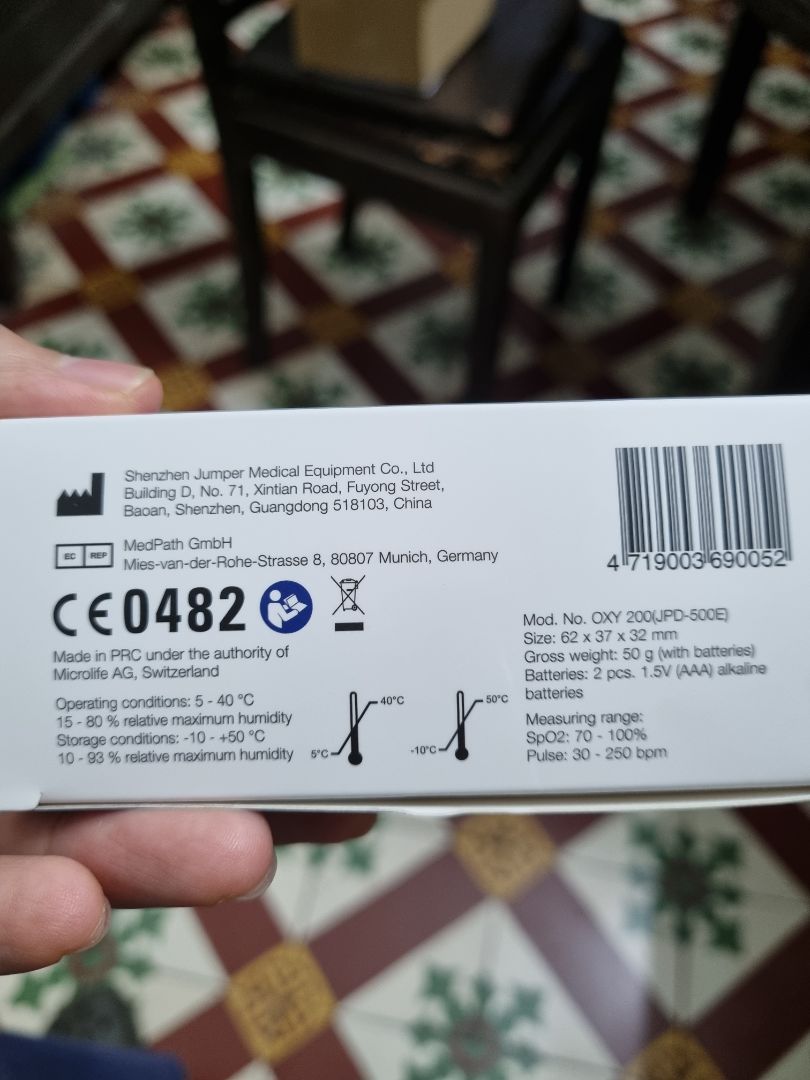 Shenzhen Jumper Medical Equipment Co., Ltd
Building D, No. 71, Xintian Road, Fuyong Street,
Baoan, Shenzhen, Guangdong 518103, China
EC REP
MedPath GmbH
Mies-van-der-Rohe-Strasse 8, 80807 Munich, Germany
CE0482
Made in PRC under the authority of
Microlife AG, Switzerland
Operating conditions: 5 - 40 °C
15 - 80 % relative maximum humidity
Storage conditions: -10 - +50 °C
10 - 93 % relative maximum humidity
5°C
40°C
-10°C
50°C
4 719003 690052
Mod. No. OXY 200(JPD-500E)
Size: 62 x 37 x 32 mm
Gross weight: 50 g (with batteries)
Batteries: 2 pcs. 1.5V (AAA) alkaline
batteries
Measuring range:
SpO2: 70 - 100%
Pulse: 30 - 250 bpm